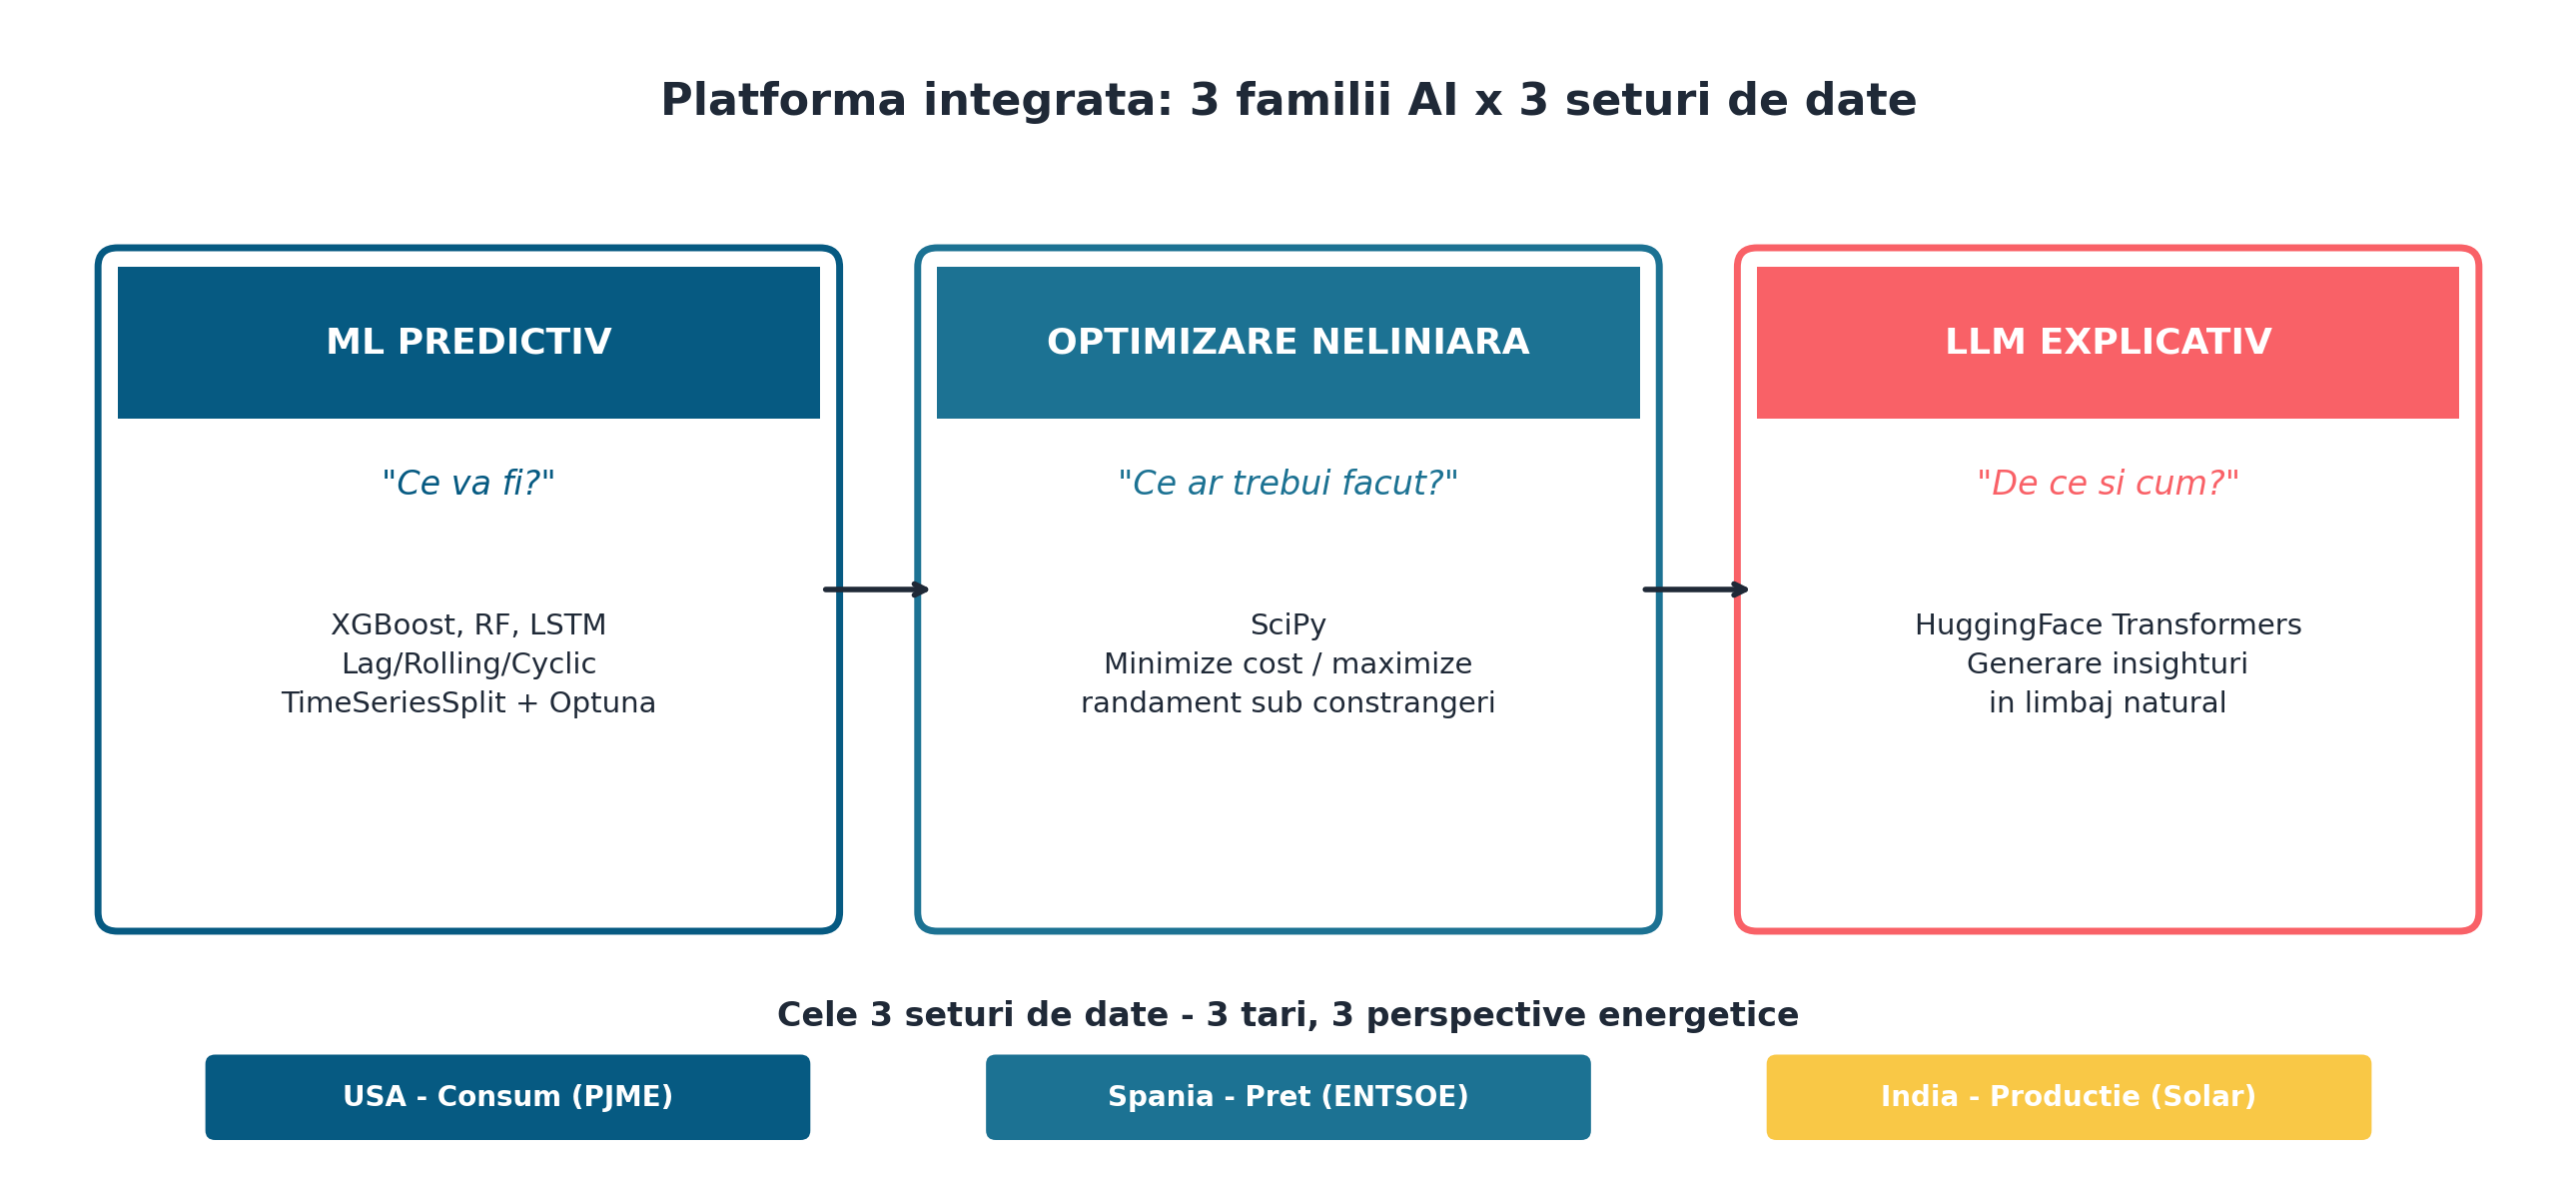 Platforma integrata: 3 familii AI x 3 seturi de date
ML PREDICTIV
"Ce va fi?"
XGBoost, RF, LSTM
Lag/Rolling/Cyclic
TimeSeriesSplit + Optuna
OPTIMIZARE NELINIARA
"Ce ar trebui facut?"
SciPy
Minimize cost / maximize
randament sub constrangeri
LLM EXPLICATIV
"De ce si cum?"
HuggingFace Transformers
Generare insighturi
in limbaj natural
Cele 3 seturi de date - 3 tari, 3 perspective energetice
USA - Consum (PJME)
Spania - Pret (ENTSOE)
India - Productie (Solar)